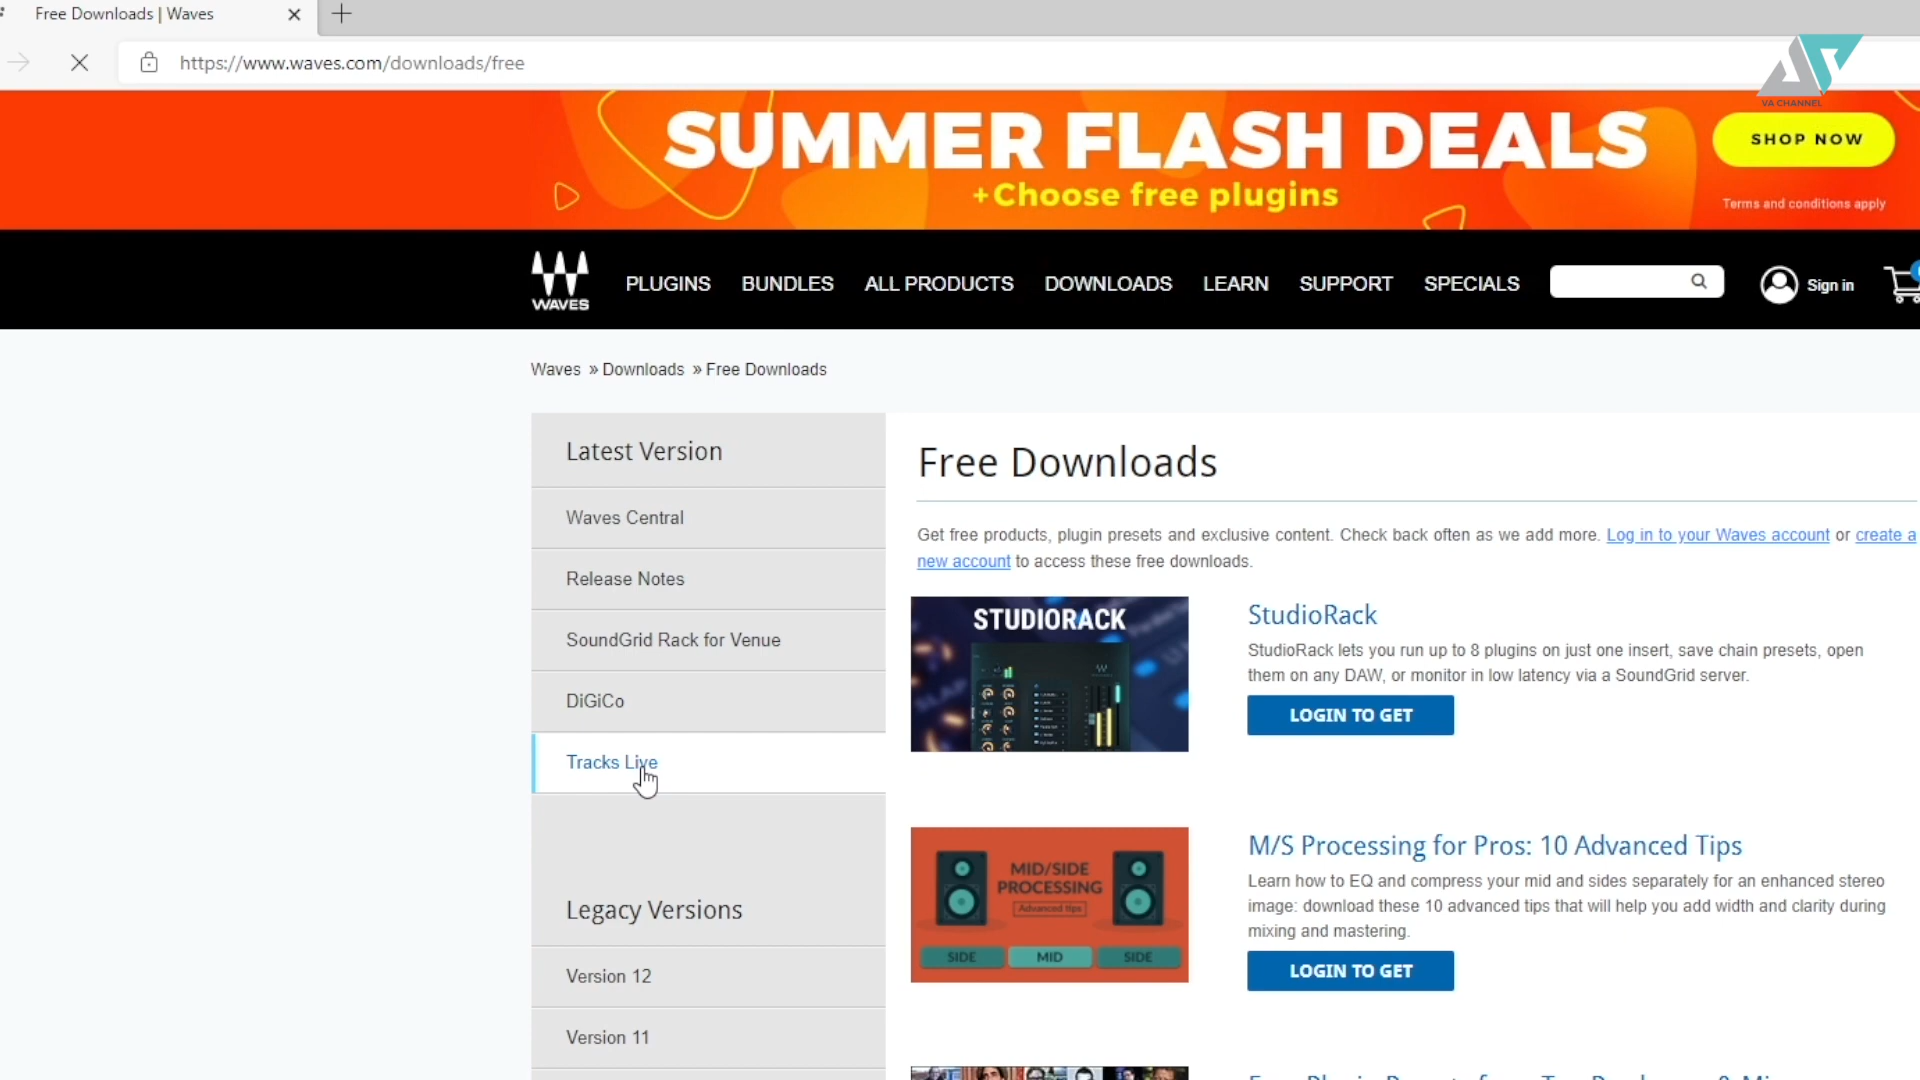 Free Downloads | Waves
https://www.waves.com/downloads/free
VA CHANNEL
SUMMER FLASH DEALS
+Choose free plugins
SHOP NOW
Terms and conditions apply
WAVES
PLUGINS BUNDLES ALL PRODUCTS DOWNLOADS LEARN SUPPORT SPECIALS
Sign in
Waves » Downloads » Free Downloads
Latest Version
Waves Central
Release Notes
SoundGrid Rack for Venue
DiGiCo
Tracks Live
Legacy Versions
Version 12
Version 11
Free Downloads
Get free products, plugin presets and exclusive content. Check back often as we add more. Log in to your Waves account or create a
new account to access these free downloads.
STUDIORACK
StudioRack
StudioRack lets you run up to 8 plugins on just one insert, save chain presets, open
them on any DAW, or monitor in low latency via a SoundGrid server.
LOGIN TO GET
MID/SIDE
PROCESSING
Advanced tips
SIDE MID SIDE
M/S Processing for Pros: 10 Advanced Tips
Learn how to EQ and compress your mid and sides separately for an enhanced stereo
image: download these 10 advanced tips that will help you add width and clarity during
mixing and mastering.
LOGIN TO GET